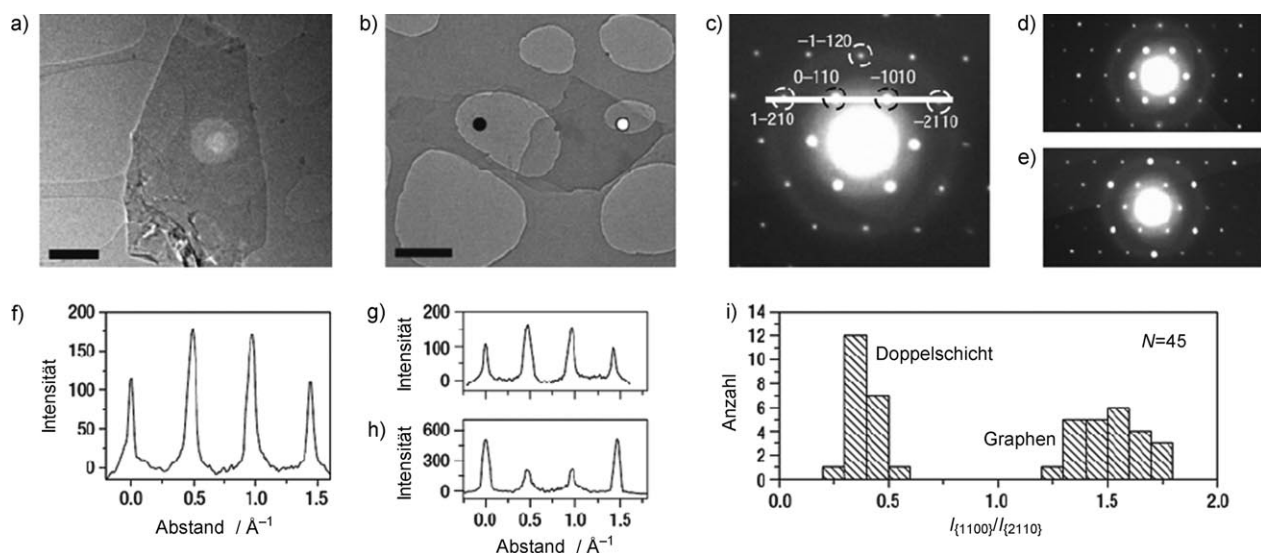 a)
b)
c)
–1–120
0–110
–1010
1–210
–2110
d)
e)
f)
200
150
100
50
0
Intensität
0.0 0.5 1.0 1.5
Abstand / Å⁻¹
g)
200
100
0
Intensität
h)
600
300
0
Intensität
0.0 0.5 1.0 1.5
Abstand / Å⁻¹
i)
14
12
10
8
6
4
2
0
Anzahl
Doppelschicht
Graphen
N=45
0.0 0.5 1.0 1.5 2.0
I{1100}/I{2110}